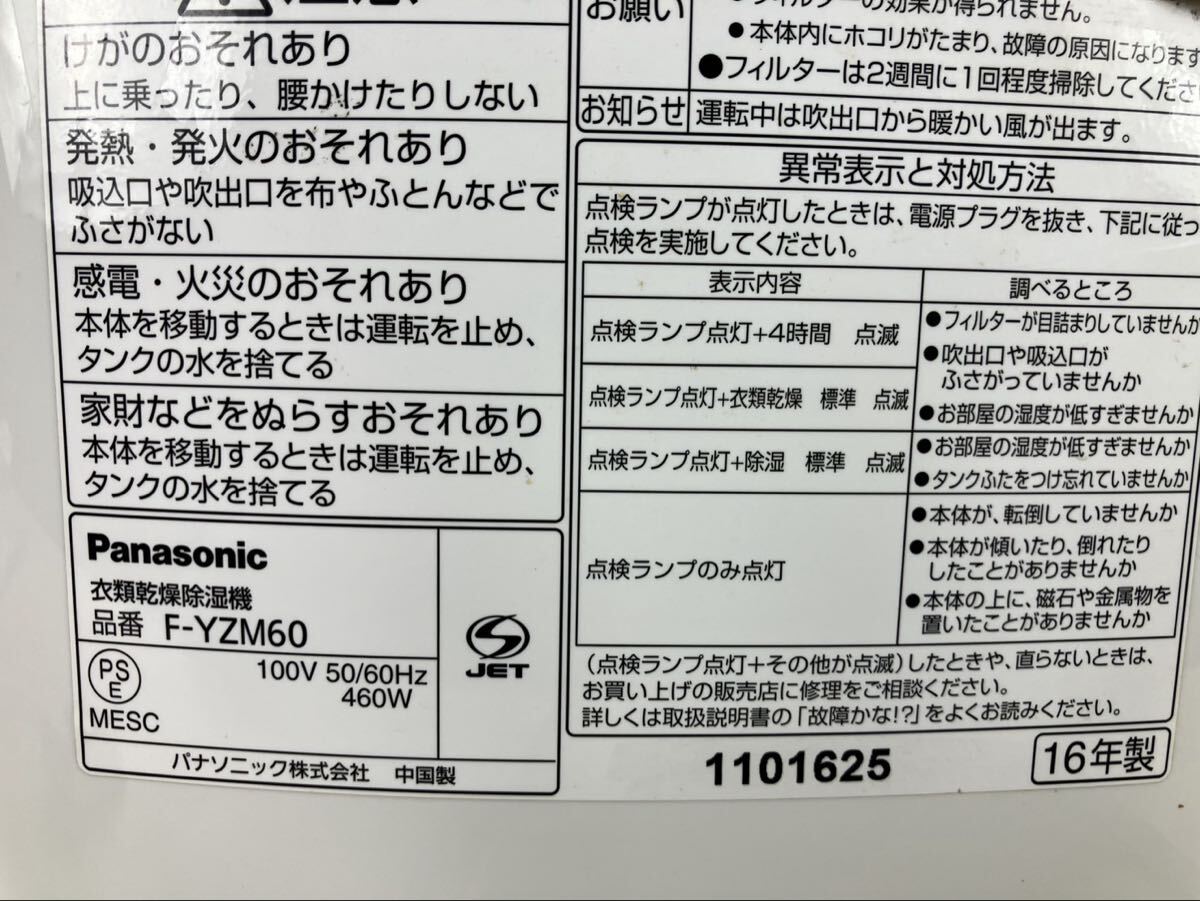 けがのおそれあり
上に乗ったり、腰かけたりしない
発熱・発火のおそれあり
吸込口や吹出口を布やふとんなどで
ふさがない
感電・火災のおそれあり
本体を移動するときは運転を止め、
タンクの水を捨てる
家財などをぬらすおそれあり
本体を移動するときは運転を止め、
タンクの水を捨てる
Panasonic
衣類乾燥除湿機
品番 F-YZM60
PS
E
MESC
100V 50/60Hz
460W
JET
パナソニック株式会社 中国製
お願い
フィルターの効果が得られません。
●本体内にホコリがたまり、故障の原因になります
●フィルターは2週間に1回程度掃除してくださ
お知らせ 運転中は吹出口から暖かい風が出ます。
異常表示と対処方法
点検ランプが点灯したときは、電源プラグを抜き、下記に従っ
点検を実施してください。
表示内容 調べるところ
点検ランプ点灯+4時間 点滅
点検ランプ点灯+衣類乾燥 標準 点滅
●フィルターが目詰まりしていませんか
●吹出口や吸込口が
ふさがっていませんか
●お部屋の湿度が低すぎませんか
点検ランプ点灯+除湿 標準 点滅
●お部屋の湿度が低すぎませんか
●タンクふたをつけ忘れていませんか
点検ランプのみ点灯
●本体が、転倒していませんか
●本体が傾いたり、倒れたり
したことがありませんか
●本体の上に、磁石や金属物を
置いたことがありませんか
(点検ランプ点灯+その他が点滅)したときや、直らないときは、
お買い上げの販売店に修理をご相談ください。
詳しくは取扱説明書の「故障かな!?」をよくお読みください。
1101625
16年製